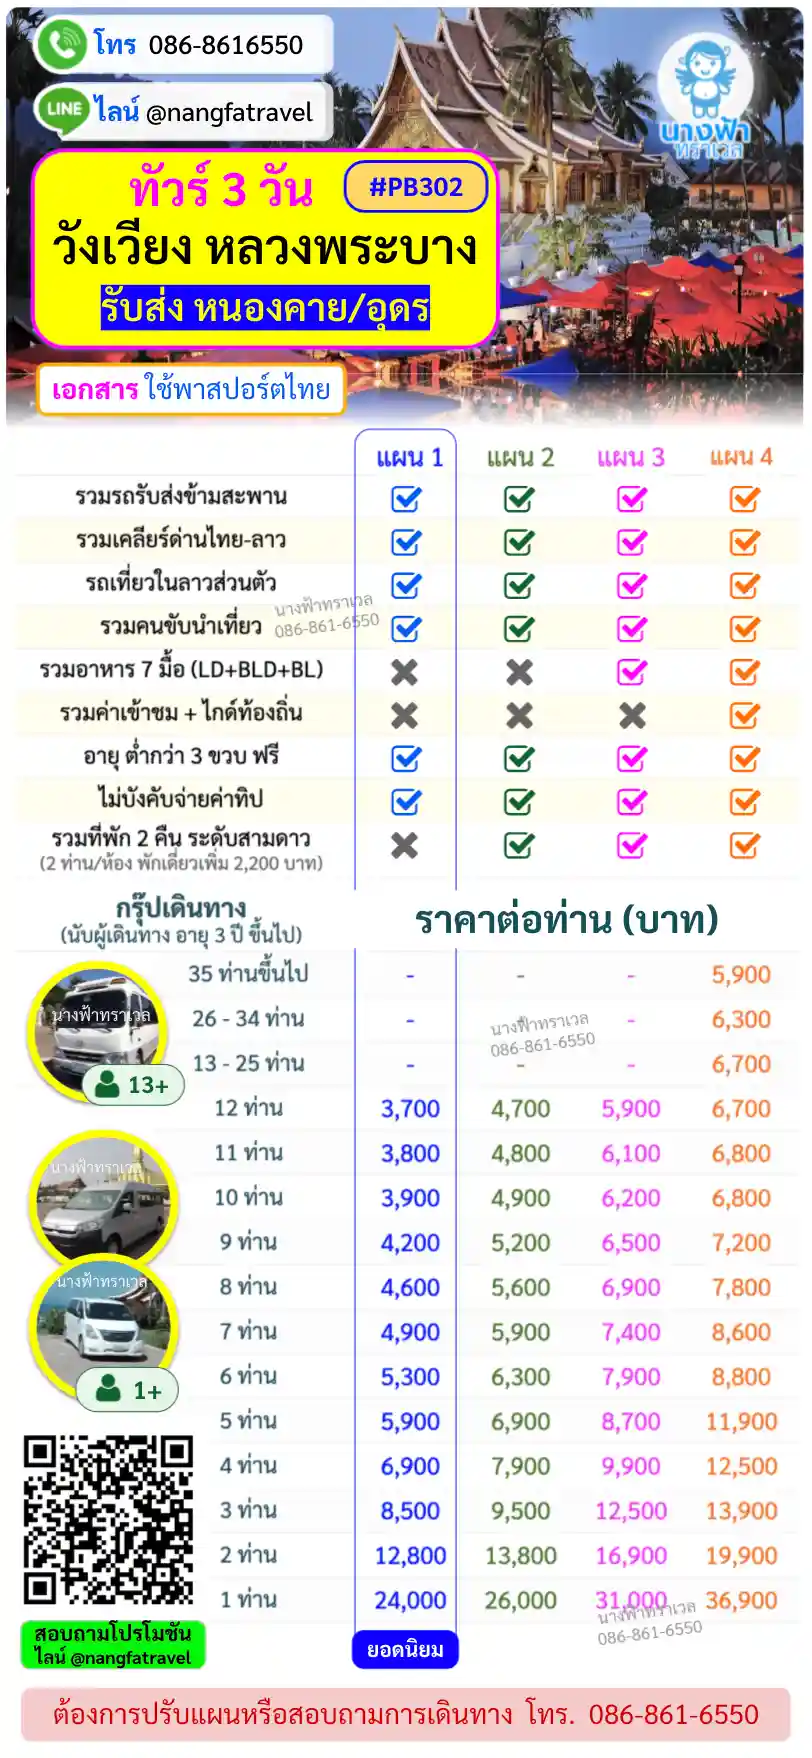 โทร 086-8616550
ไลน์ @nangfatravel
นางฟ้า
ทราเวล
ทัวร์ 3 วัน #PB302
วังเวียง หลวงพระบาง
รับส่ง หนองคาย/อุดร
เอกสาร ใช้พาสปอร์ตไทย
แผน 1 แผน 2 แผน 3 แผน 4
รวมรถรับส่งข้ามสะพาน
รวมเคลียร์ด่านไทย-ลาว
รถเที่ยวในลาวส่วนตัว
นางฟ้าทราเวล
รวมคนขับนำเที่ยว
086-861-6550
รวมอาหาร 7 มื้อ (LD+BLD+BL)
รวมค่าเข้าชม + ไกด์ท้องถิ่น
อายุ ต่ำกว่า 3 ขวบ ฟรี
ไม่บังคับจ่ายค่าทิป
รวมที่พัก 2 คืน ระดับสามดาว
(2 ท่าน/ห้อง พักเดี่ยวเพิ่ม 2,200 บาท)
กรุ๊ปเดินทาง
(นับผู้เดินทาง อายุ 3 ปี ขึ้นไป)
ราคาต่อท่าน (บาท)
35 ท่านขึ้นไป - - - 5,900
นางฟ้าทราเวล
26 - 34 ท่าน - - - 6,300
นางฟ้าทราเวล
086-861-6550
13 - 25 ท่าน - - - 6,700
13+
12 ท่าน 3,700 4,700 5,900 6,700
11 ท่าน 3,800 4,800 6,100 6,800
นางฟ้าทราเวล
10 ท่าน 3,900 4,900 6,200 6,800
9 ท่าน 4,200 5,200 6,500 7,200
นางฟ้าทราเวล
8 ท่าน 4,600 5,600 6,900 7,800
7 ท่าน 4,900 5,900 7,400 8,600
6 ท่าน 5,300 6,300 7,900 8,800
1+
5 ท่าน 5,900 6,900 8,700 11,900
4 ท่าน 6,900 7,900 9,900 12,500
3 ท่าน 8,500 9,500 12,500 13,900
2 ท่าน 12,800 13,800 16,900 19,900
1 ท่าน 24,000 26,000 31,000 36,900
นางฟ้าทราเวล
086-861-6550
สอบถามโปรโมชัน
ไลน์ @nangfatravel
ยอดนิยม
ต้องการปรับแผนหรือสอบถามการเดินทาง โทร. 086-861-6550